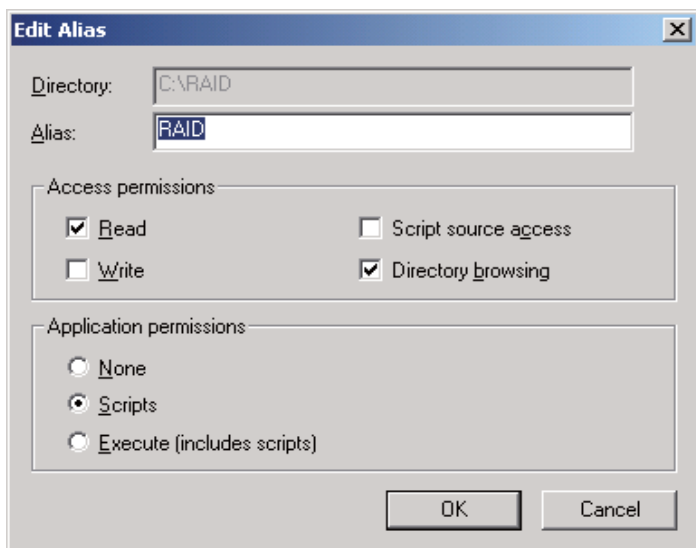 Edit Alias
Directory: C:\RAID
Alias: RAID
Access permissions
Read Script source access
Write Directory browsing
Application permissions
None
Scripts
Execute (includes scripts)
OK Cancel